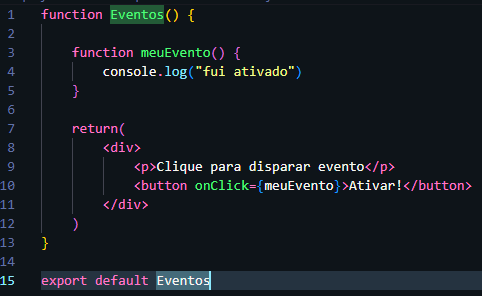 1 function Eventos() {
2
3 function meuEvento() {
4 console.log("fui ativado")
5 }
6
7 return(
8 <div>
9 <p>Clique para disparar evento</p>
10 <button onClick={meuEvento}>Ativar!</button>
11 </div>
12 )
13 }
14
15 export default Eventos